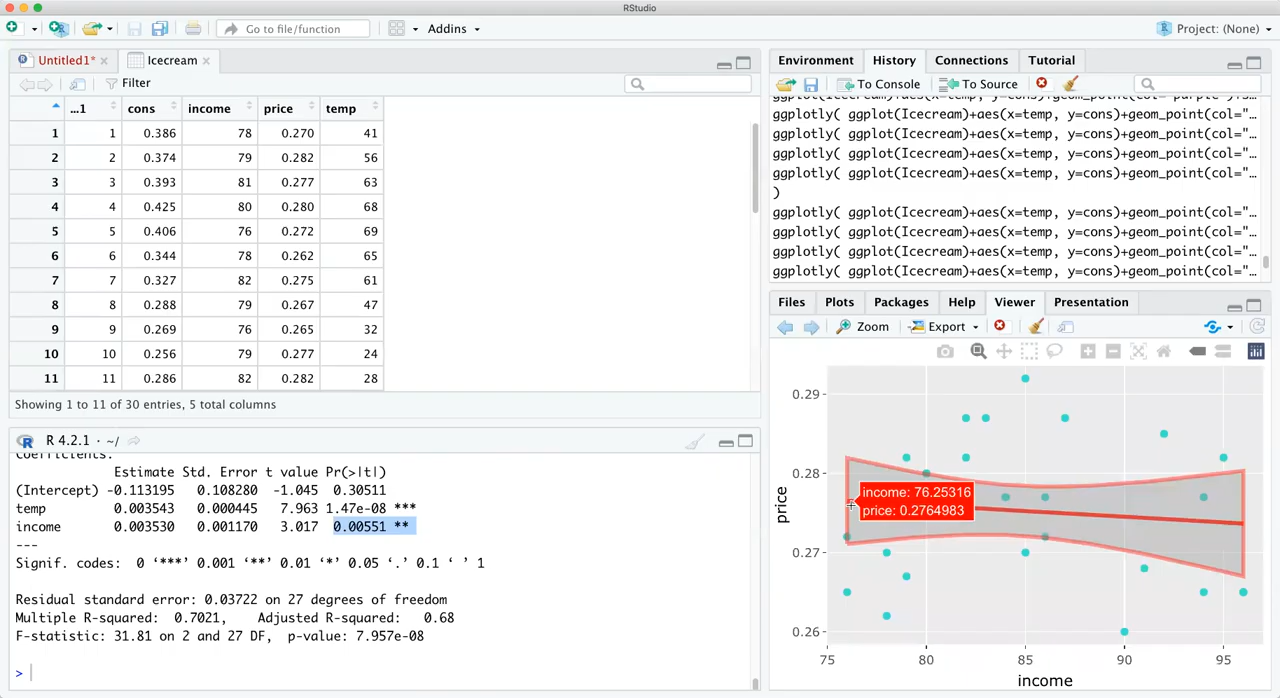 RStudio
Go to file/function
Addins
Project: (None)
Untitled1*
Icecream
Filter
...1 cons income price temp
1 1 0.386 78 0.270 41
2 2 0.374 79 0.282 56
3 3 0.393 81 0.277 63
4 4 0.425 80 0.280 68
5 5 0.406 76 0.272 69
6 6 0.344 78 0.262 65
7 7 0.327 82 0.275 61
8 8 0.288 79 0.267 47
9 9 0.269 76 0.265 32
10 10 0.256 79 0.277 24
11 11 0.286 82 0.282 28
Showing 1 to 11 of 30 entries, 5 total columns
R 4.2.1 · ~/
Coefficients:
Estimate Std. Error t value Pr(>|t|)
(Intercept) -0.113195 0.108280 -1.045 0.30511
temp 0.003543 0.000445 7.963 1.47e-08 ***
income 0.003530 0.001170 3.017 0.00551 **
---
Signif. codes: 0 ‘***’ 0.001 ‘**’ 0.01 ‘*’ 0.05 ‘.’ 0.1 ‘ ’ 1
Residual standard error: 0.03722 on 27 degrees of freedom
Multiple R-squared: 0.7021, Adjusted R-squared: 0.68
F-statistic: 31.81 on 2 and 27 DF, p-value: 7.957e-08
>
Environment History Connections Tutorial
To Console To Source
ggplotly( ggplot(Icecream)+aes(x=temp, y=cons)+geom_point(col="…
ggplotly( ggplot(Icecream)+aes(x=temp, y=cons)+geom_point(col="…
ggplotly( ggplot(Icecream)+aes(x=temp, y=cons)+geom_point(col="…
ggplotly( ggplot(Icecream)+aes(x=temp, y=cons)+geom_point(col="…
)
ggplotly( ggplot(Icecream)+aes(x=temp, y=cons)+geom_point(col="…
ggplotly( ggplot(Icecream)+aes(x=temp, y=cons)+geom_point(col="…
ggplotly( ggplot(Icecream)+aes(x=temp, y=cons)+geom_point(col="…
ggplotly( ggplot(Icecream)+aes(x=temp, y=cons)+geom_point(col="…
Files Plots Packages Help Viewer Presentation
Zoom Export
0.29
0.28
0.27
0.26
price
income: 76.25316
price: 0.2764983
75 80 85 90 95
income